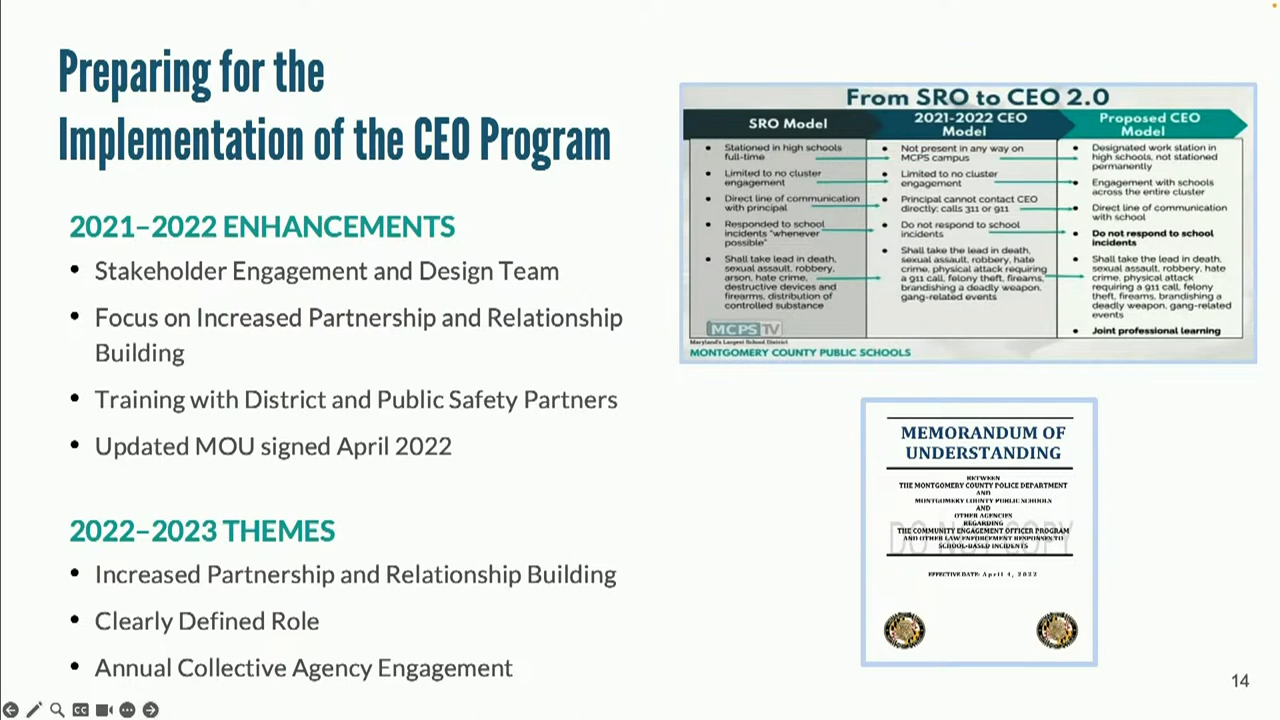 Preparing for the
Implementation of the CEO Program
2021–2022 ENHANCEMENTS
• Stakeholder Engagement and Design Team
• Focus on Increased Partnership and Relationship
Building
• Training with District and Public Safety Partners
• Updated MOU signed April 2022
2022–2023 THEMES
• Increased Partnership and Relationship Building
• Clearly Defined Role
• Annual Collective Agency Engagement
From SRO to CEO 2.0
SRO Model
• Stationed in high schools
full-time
• Limited to no cluster
engagement
• Direct line of communication
with principal
• Responded to school
incidents "whenever
possible"
• Shall take lead in death,
sexual assault, robbery,
arson, hate crime,
destructive devices and
firearms, distribution of
controlled substance
2021-2022 CEO
Model
• Not present in any way on
MCPS campus
• Limited to no cluster
engagement
• Principal cannot contact CEO
directly; calls 311 or 911
• Do not respond to school
incidents
• Shall take the lead in death,
sexual assault, robbery, hate
crime, physical attack requiring
a 911 call, felony theft, firearms,
brandishing a deadly weapon,
gang-related events
Proposed CEO
Model
• Designated work station in
high schools, not stationed
permanently
• Engagement with schools
across the entire cluster
• Direct line of communication
with school
• Do not respond to school
incidents
• Shall take the lead in death,
sexual assault, robbery, hate
crime, physical attack
requiring a 911 call, felony
theft, firearms, brandishing a
deadly weapon, gang-related
events
• Joint professional learning
MCPS TV
Maryland's Largest School District
MONTGOMERY COUNTY PUBLIC SCHOOLS
MEMORANDUM OF
UNDERSTANDING
BETWEEN
THE MONTGOMERY COUNTY POLICE DEPARTMENT
AND
MONTGOMERY COUNTY PUBLIC SCHOOLS
AND
OTHER AGENCIES
REGARDING
THE COMMUNITY ENGAGEMENT OFFICER PROGRAM
AND OTHER LAW ENFORCEMENT RESPONSES TO
SCHOOL-BASED INCIDENTS
DO NOT COPY
EFFECTIVE DATE: April 4, 2022
14
CC